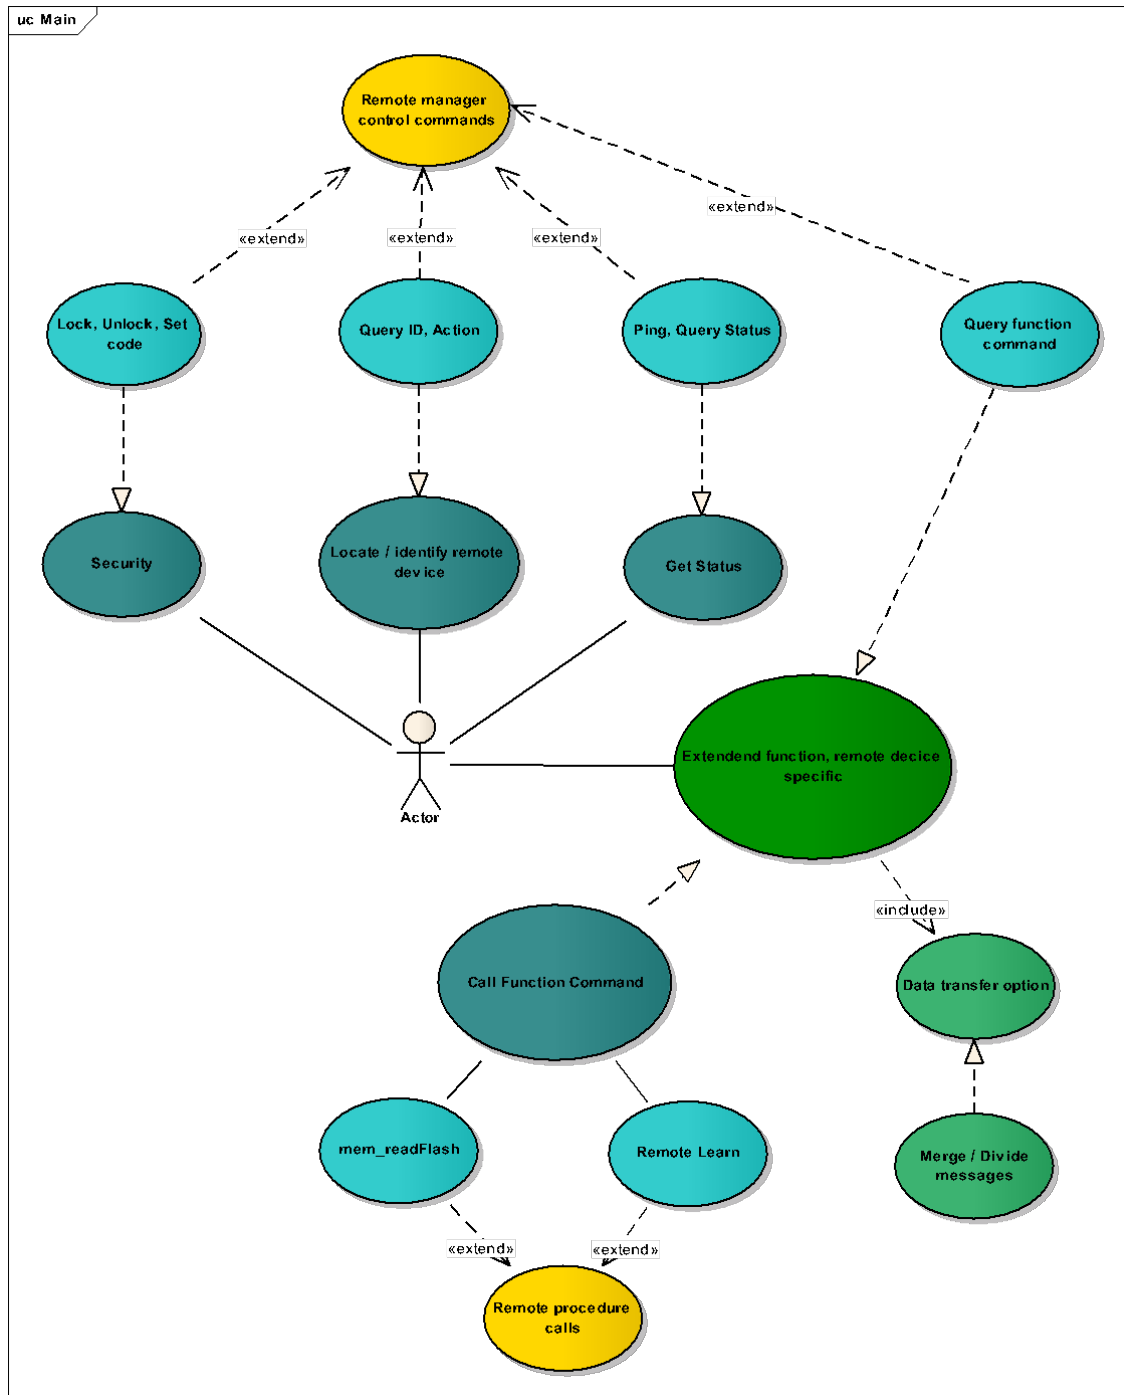 uc Main
Remote manager
control commands
«extend»
«extend»
«extend»
«extend»
Lock, Unlock, Set
code
Query ID, Action
Ping, Query Status
Query function
command
Security
Locate / identify remote
device
Get Status
Extendend function, remote decice
specific
Actor
«include»
Call Function Command
Data transfer option
mem_readFlash
Remote Learn
Merge / Divide
messages
«extend»
«extend»
Remote procedure
calls